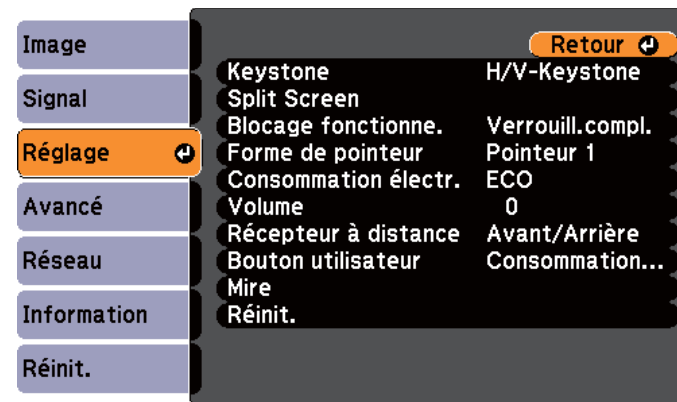 Image
Signal
Réglage
Avancé
Réseau
Information
Réinit.
Retour
Keystone H/V-Keystone
Split Screen
Blocage fonctionne. Verrouill.compl.
Forme de pointeur Pointeur 1
Consommation électr. ECO
Volume 0
Récepteur à distance Avant/Arrière
Bouton utilisateur Consommation...
Mire
Réinit.